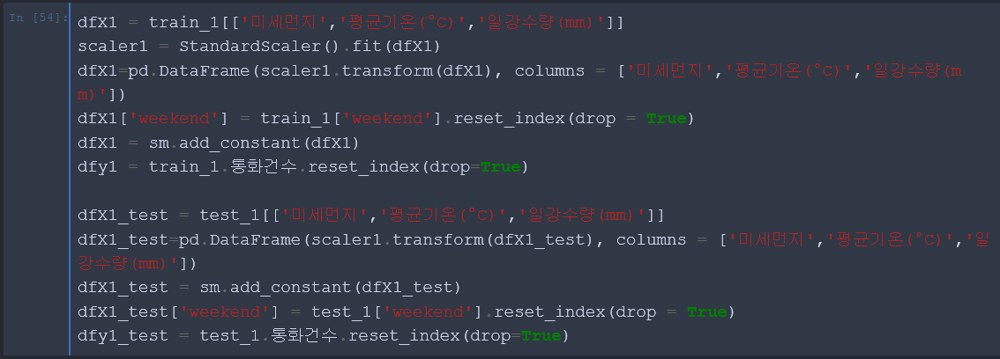 In [54]:
dfX1 = train_1[['미세먼지','평균기온(°C)','일강수량(mm)']]
scaler1 = StandardScaler().fit(dfX1)
dfX1=pd.DataFrame(scaler1.transform(dfX1), columns = ['미세먼지','평균기온(°C)','일강수량(m
m)'])
dfX1['weekend'] = train_1['weekend'].reset_index(drop = True)
dfX1 = sm.add_constant(dfX1)
dfy1 = train_1.통화건수.reset_index(drop=True)
dfX1_test = test_1[['미세먼지','평균기온(°C)','일강수량(mm)']]
dfX1_test=pd.DataFrame(scaler1.transform(dfX1_test), columns = ['미세먼지','평균기온(°C)','일
강수량(mm)'])
dfX1_test = sm.add_constant(dfX1_test)
dfX1_test['weekend'] = test_1['weekend'].reset_index(drop = True)
dfy1_test = test_1.통화건수.reset_index(drop=True)